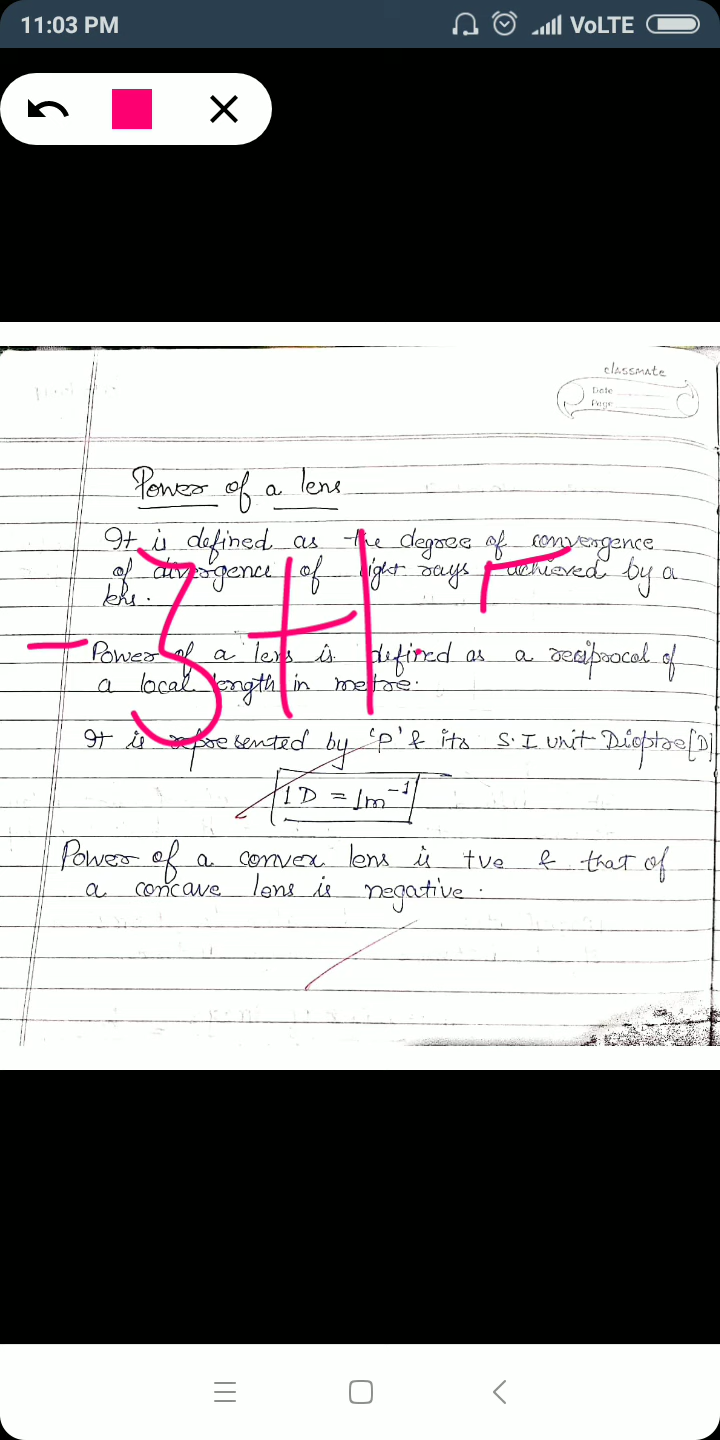 11:03 PM VoLTE
classmate
Date
Page
Power of a lens
It is defined as the degree of convergence
of divergence of light rays achieved by a
lens.
Power of a lens is defined as a reciprocal of
a local length in metre.
It is represented by 'P' & its S.I unit Dioptre [D]
1D = 1m⁻¹
Power of a convex lens is +ve & that of
a concave lens is negative.